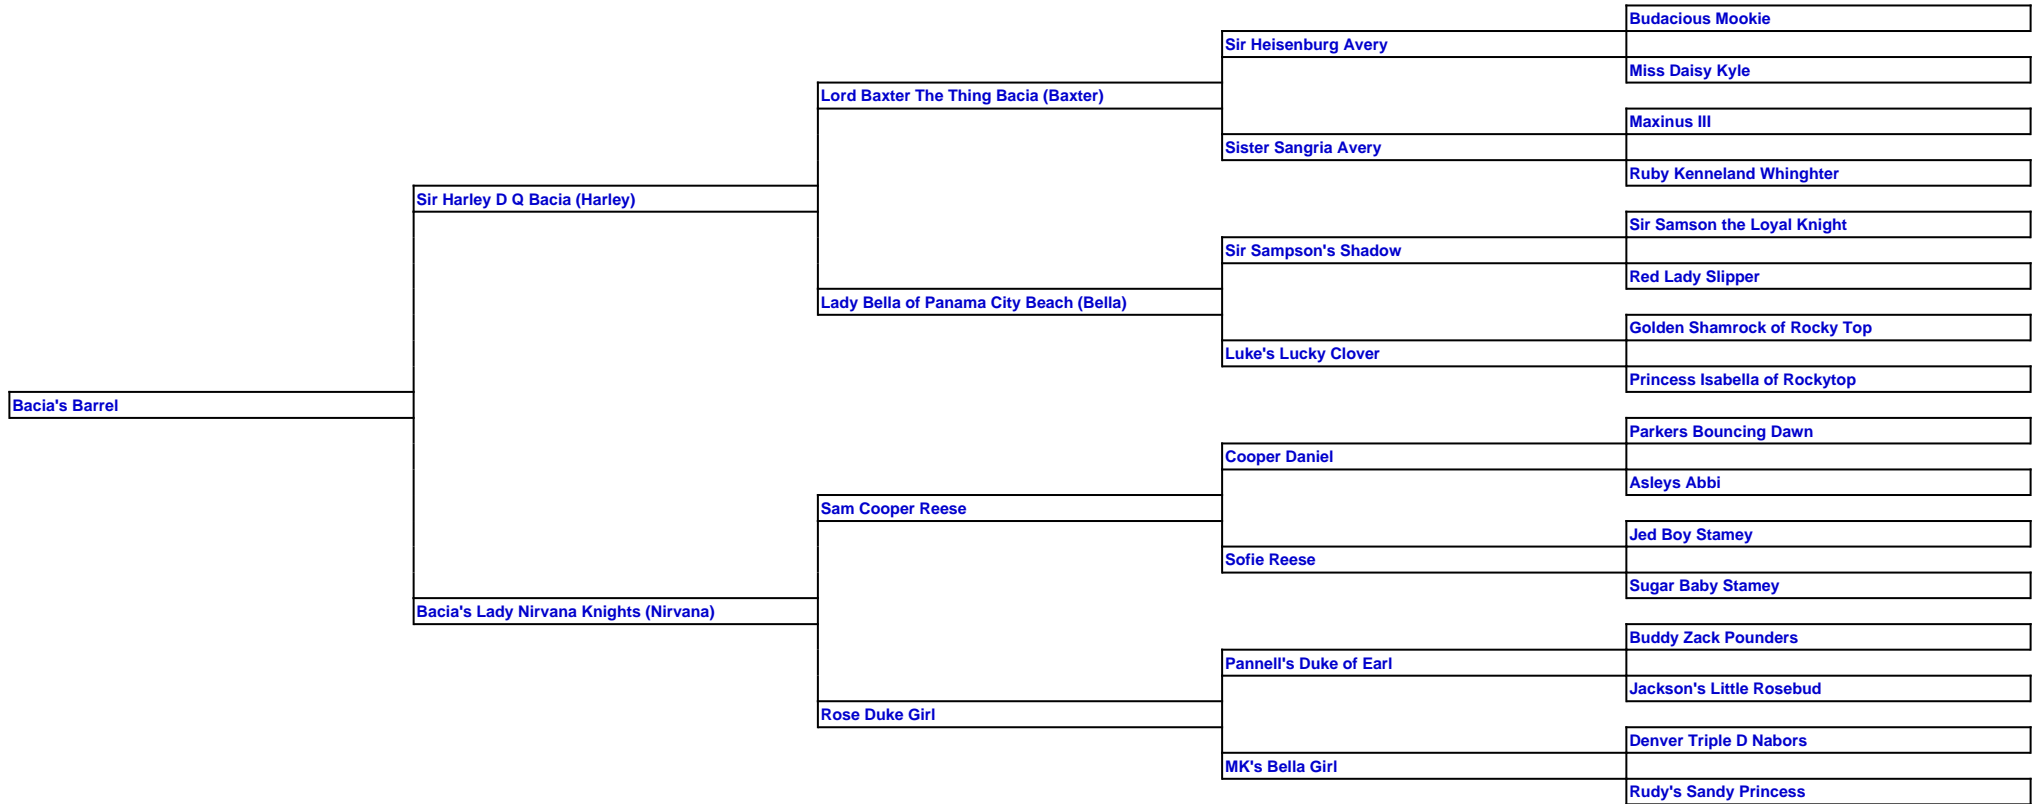 Budacious Mookie
Sir Heisenburg Avery
Miss Daisy Kyle
Lord Baxter The Thing Bacia (Baxter)
Maxinus III
Sister Sangria Avery
Ruby Kenneland Whinghter
Sir Harley D Q Bacia (Harley)
Sir Samson the Loyal Knight
Sir Sampson's Shadow
Red Lady Slipper
Lady Bella of Panama City Beach (Bella)
Golden Shamrock of Rocky Top
Luke's Lucky Clover
Princess Isabella of Rockytop
Bacia's Barrel
Parkers Bouncing Dawn
Cooper Daniel
Asleys Abbi
Sam Cooper Reese
Jed Boy Stamey
Sofie Reese
Sugar Baby Stamey
Bacia's Lady Nirvana Knights (Nirvana)
Buddy Zack Pounders
Pannell's Duke of Earl
Jackson's Little Rosebud
Rose Duke Girl
Denver Triple D Nabors
MK's Bella Girl
Rudy's Sandy Princess